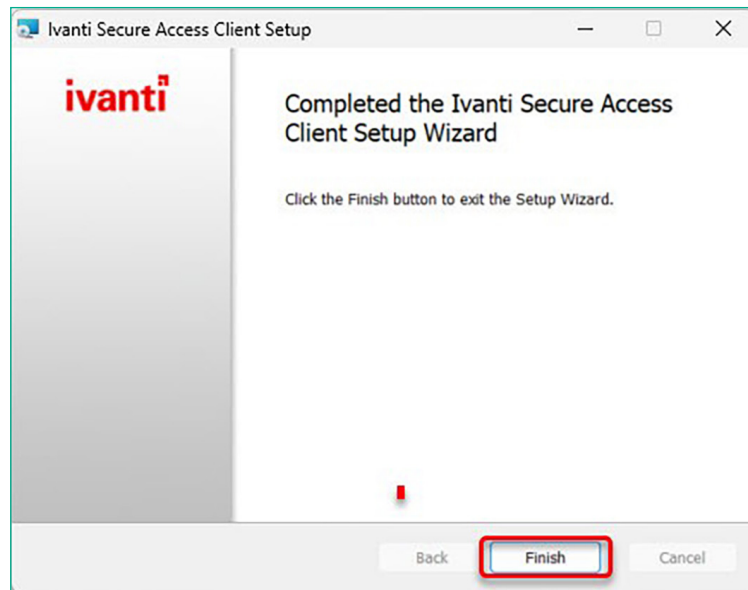 Ivanti Secure Access Client Setup
ivanti
Completed the Ivanti Secure Access
Client Setup Wizard
Click the Finish button to exit the Setup Wizard.
Back Finish Cancel